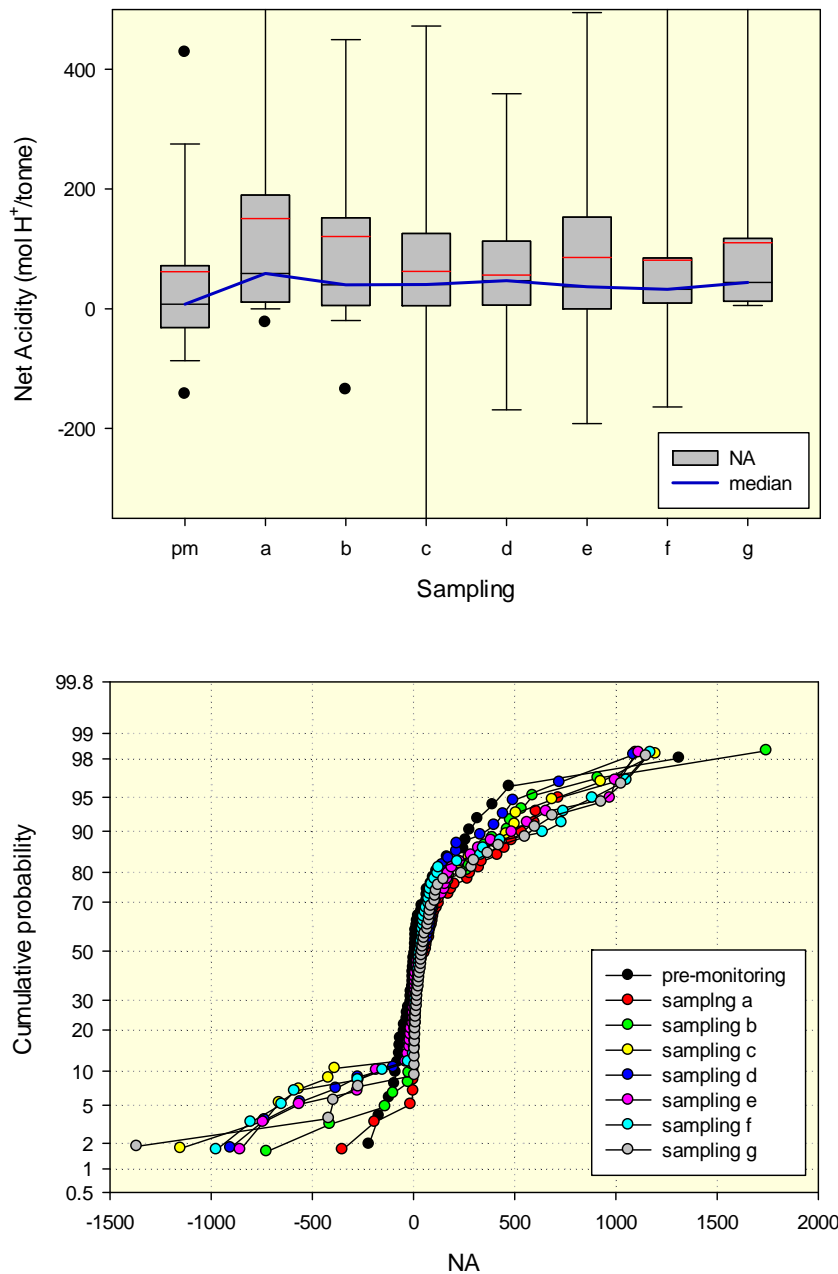 400
200
0
-200
Net Acidity (mol H⁺/tonne)
NA
median
pm a b c d e f g
Sampling
99.8
99
98
95
90
80
70
50
30
20
10
5
2
1
0.5
Cumulative probability
pre-monitoring
samplng a
sampling b
sampling c
sampling d
sampling e
sampling f
sampling g
-1500 -1000 -500 0 500 1000 1500 2000
NA